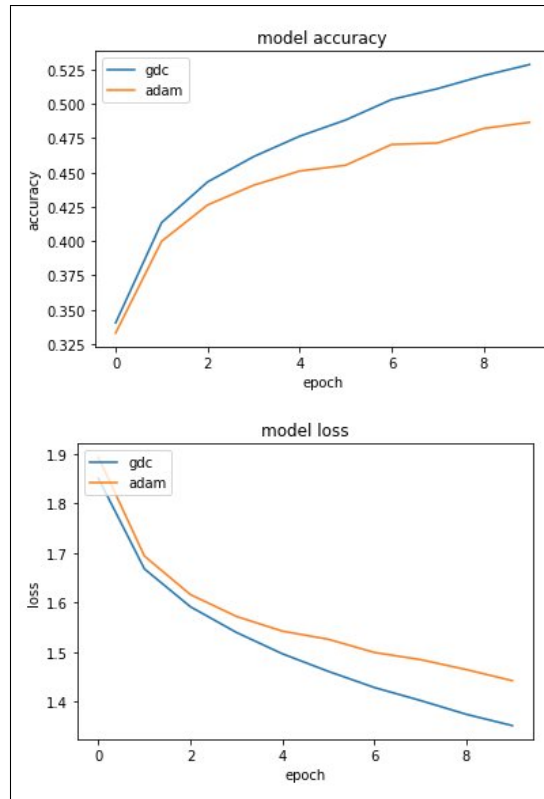 model accuracy
gdc
adam
0.525
0.500
0.475
0.450
0.425
0.400
0.375
0.350
0.325
accuracy
0 2 4 6 8
epoch
model loss
gdc
adam
1.9
1.8
1.7
1.6
1.5
1.4
loss
0 2 4 6 8
epoch